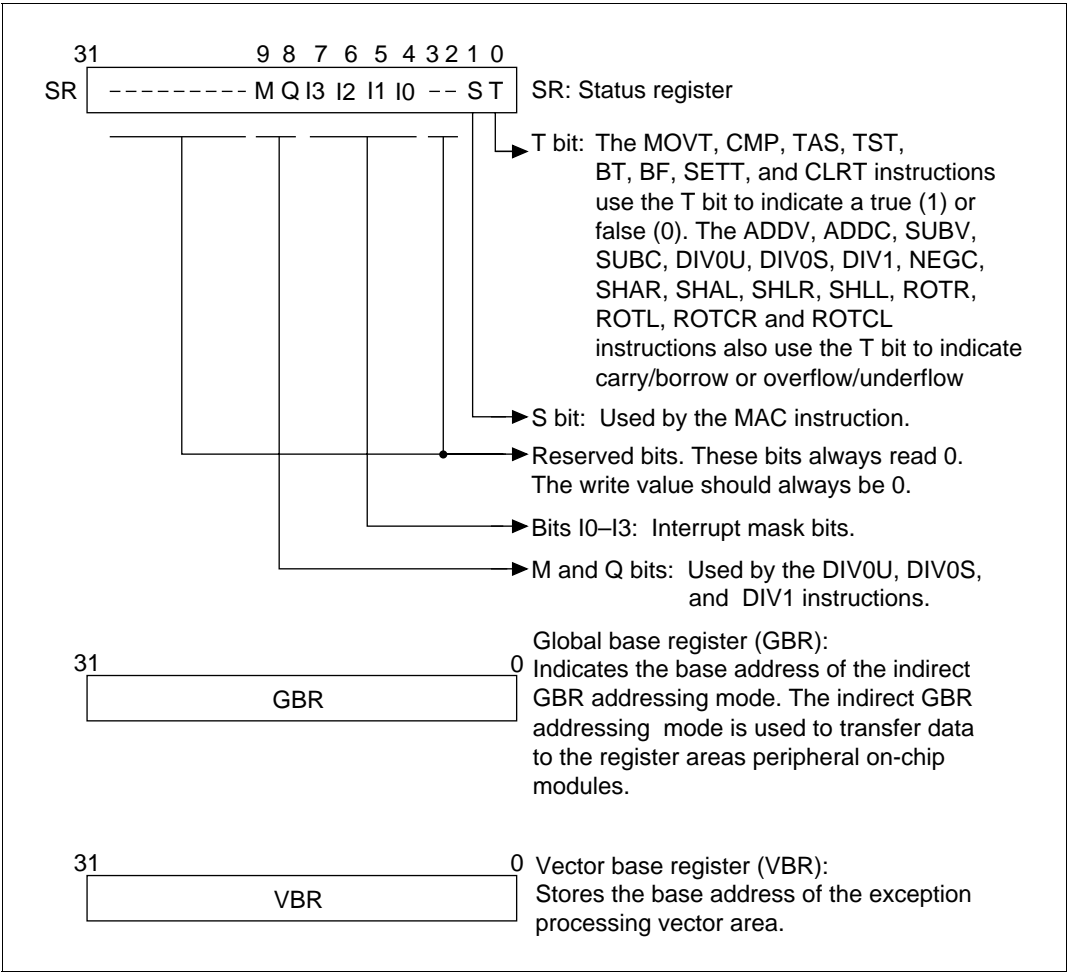 31 9 8 7 6 5 4 3 2 1 0
SR --------- M Q I3 I2 I1 I0 -- S T SR: Status register
T bit: The MOVT, CMP, TAS, TST,
BT, BF, SETT, and CLRT instructions
use the T bit to indicate a true (1) or
false (0). The ADDV, ADDC, SUBV,
SUBC, DIV0U, DIV0S, DIV1, NEGC,
SHAR, SHAL, SHLR, SHLL, ROTR,
ROTL, ROTCR and ROTCL
instructions also use the T bit to indicate
carry/borrow or overflow/underflow
S bit: Used by the MAC instruction.
Reserved bits. These bits always read 0.
The write value should always be 0.
Bits I0–I3: Interrupt mask bits.
M and Q bits: Used by the DIV0U, DIV0S,
and DIV1 instructions.
Global base register (GBR):
31 0
Indicates the base address of the indirect
GBR
GBR addressing mode. The indirect GBR
addressing mode is used to transfer data
to the register areas peripheral on-chip
modules.
31 0
Vector base register (VBR):
VBR
Stores the base address of the exception
processing vector area.